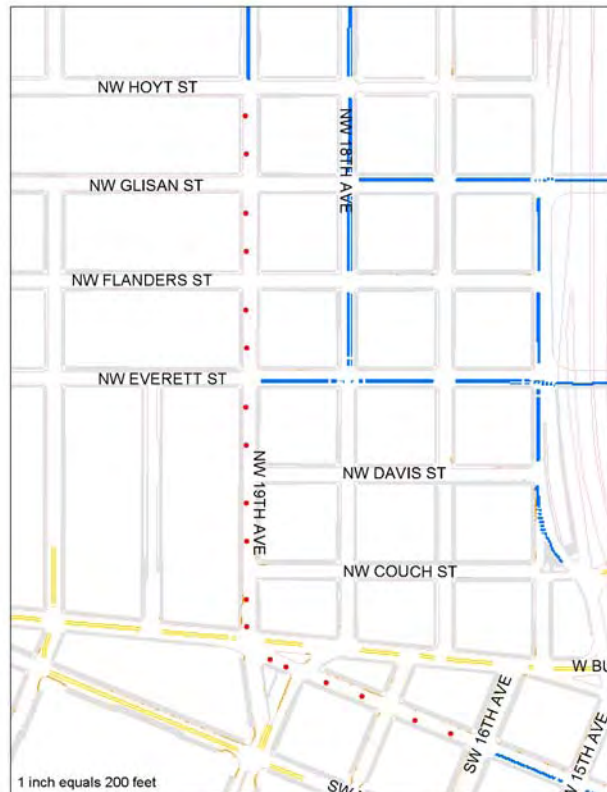 NW HOYT ST
NW 18TH AVE
NW GLISAN ST
NW FLANDERS ST
NW EVERETT ST
NW 19TH AVE
NW DAVIS ST
NW COUCH ST
W BU
SW 16TH AVE
15TH AVE
SW
1 inch equals 200 feet